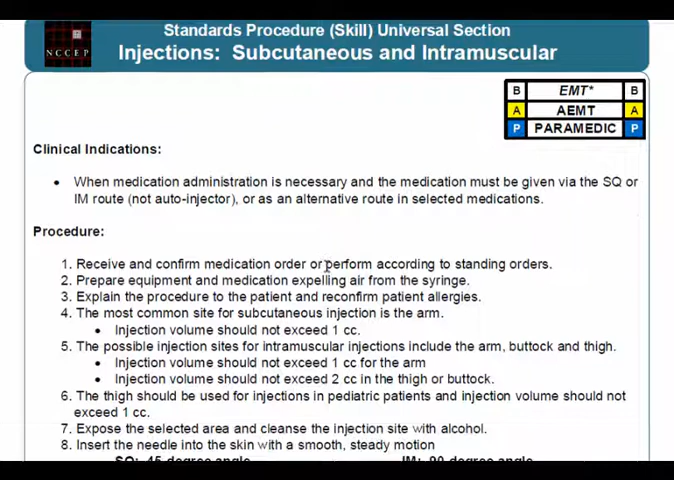 NCCEP
Standards Procedure (Skill) Universal Section
Injections: Subcutaneous and Intramuscular
B EMT* B
A AEMT A
P PARAMEDIC P
Clinical Indications:
• When medication administration is necessary and the medication must be given via the SQ or
IM route (not auto-injector), or as an alternative route in selected medications.
Procedure:
1. Receive and confirm medication order or perform according to standing orders.
2. Prepare equipment and medication expelling air from the syringe.
3. Explain the procedure to the patient and reconfirm patient allergies.
4. The most common site for subcutaneous injection is the arm.
• Injection volume should not exceed 1 cc.
5. The possible injection sites for intramuscular injections include the arm, buttock and thigh.
• Injection volume should not exceed 1 cc for the arm
• Injection volume should not exceed 2 cc in the thigh or buttock.
6. The thigh should be used for injections in pediatric patients and injection volume should not
exceed 1 cc.
7. Expose the selected area and cleanse the injection site with alcohol.
8. Insert the needle into the skin with a smooth, steady motion
SQ: 45-degree angle IM: 90-degree angle